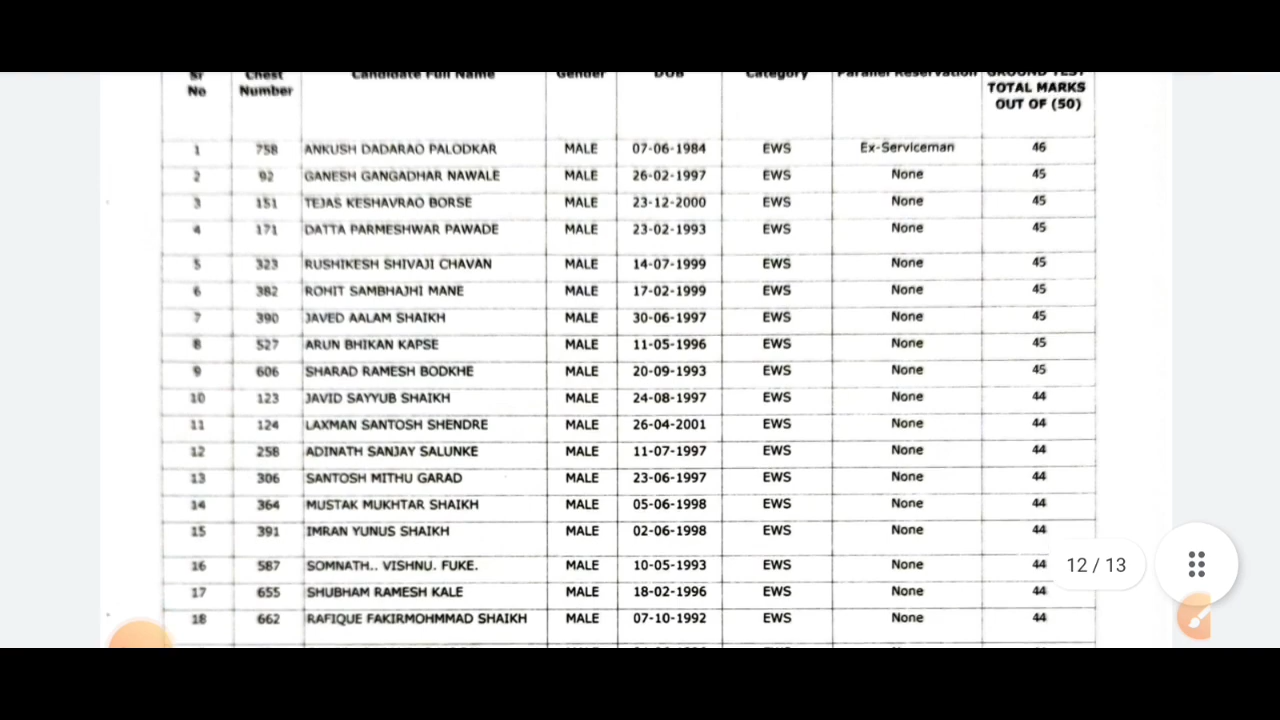 Sr No Chest Number Candidate Full Name Gender DOB Category Parallel Reservation GROUND TEST TOTAL MARKS OUT OF (50)
1 758 ANKUSH DADARAO PALODKAR MALE 07-06-1984 EWS Ex-Serviceman 46
2 92 GANESH GANGADHAR NAWALE MALE 26-02-1997 EWS None 45
3 151 TEJAS KESHAVRAO BORSE MALE 23-12-2000 EWS None 45
4 171 DATTA PARMESHWAR PAWADE MALE 23-02-1993 EWS None 45
5 323 RUSHIKESH SHIVAJI CHAVAN MALE 14-07-1999 EWS None 45
6 382 ROHIT SAMBHAJHI MANE MALE 17-02-1999 EWS None 45
7 390 JAVED AALAM SHAIKH MALE 30-06-1997 EWS None 45
8 527 ARUN BHIKAN KAPSE MALE 11-05-1996 EWS None 45
9 606 SHARAD RAMESH BODKHE MALE 20-09-1993 EWS None 45
10 123 JAVID SAYYUB SHAIKH MALE 24-08-1997 EWS None 44
11 124 LAXMAN SANTOSH SHENDRE MALE 26-04-2001 EWS None 44
12 258 ADINATH SANJAY SALUNKE MALE 11-07-1997 EWS None 44
13 306 SANTOSH MITHU GARAD MALE 23-06-1997 EWS None 44
14 364 MUSTAK MUKHTAR SHAIKH MALE 05-06-1998 EWS None 44
15 391 IMRAN YUNUS SHAIKH MALE 02-06-1998 EWS None 44
16 587 SOMNATH.. VISHNU. FUKE. MALE 10-05-1993 EWS None 44
17 655 SHUBHAM RAMESH KALE MALE 18-02-1996 EWS None 44
18 662 RAFIQUE FAKIRMOHMMAD SHAIKH MALE 07-10-1992 EWS None 44
12 / 13